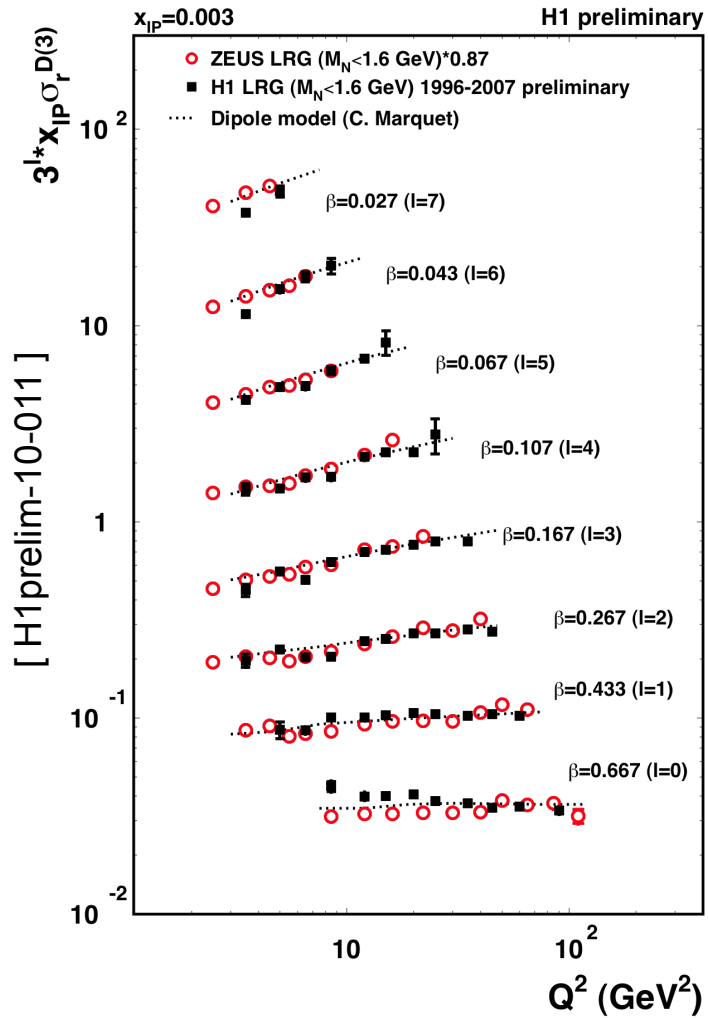 x_IP=0.003 H1 preliminary
ZEUS LRG (M_N<1.6 GeV)*0.87
H1 LRG (M_N<1.6 GeV) 1996-2007 preliminary
Dipole model (C. Marquet)
3^l*x_IP σ_r^D(3)
[ H1prelim-10-011 ]
10^2
10
1
10^-1
10^-2
β=0.027 (l=7)
β=0.043 (l=6)
β=0.067 (l=5)
β=0.107 (l=4)
β=0.167 (l=3)
β=0.267 (l=2)
β=0.433 (l=1)
β=0.667 (l=0)
10 10^2
Q^2 (GeV^2)